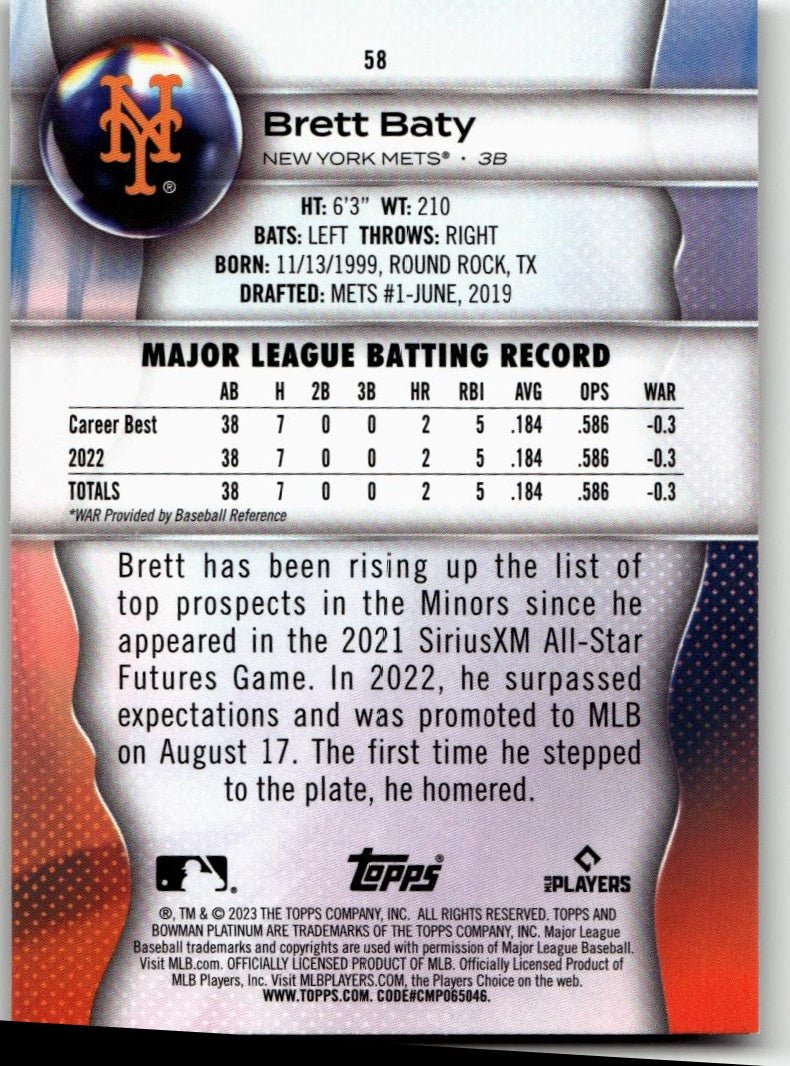 58
NY®
Brett Baty
NEW YORK METS® · 3B
HT: 6'3" WT: 210
BATS: LEFT THROWS: RIGHT
BORN: 11/13/1999, ROUND ROCK, TX
DRAFTED: METS #1-JUNE, 2019
MAJOR LEAGUE BATTING RECORD
AB H 2B 3B HR RBI AVG OPS WAR
Career Best 38 7 0 0 2 5 .184 .586 -0.3
2022 38 7 0 0 2 5 .184 .586 -0.3
TOTALS 38 7 0 0 2 5 .184 .586 -0.3
*WAR Provided by Baseball Reference
Brett has been rising up the list of
top prospects in the Minors since he
appeared in the 2021 SiriusXM All-Star
Futures Game. In 2022, he surpassed
expectations and was promoted to MLB
on August 17. The first time he stepped
to the plate, he homered.
Topps®
MLB PLAYERS
®, TM & © 2023 THE TOPPS COMPANY, INC. ALL RIGHTS RESERVED. TOPPS AND
BOWMAN PLATINUM ARE TRADEMARKS OF THE TOPPS COMPANY, INC. Major League
Baseball trademarks and copyrights are used with permission of Major League Baseball.
Visit MLB.com. OFFICIALLY LICENSED PRODUCT OF MLB. Officially Licensed Product of
MLB Players, Inc. Visit MLBPLAYERS.COM, the Players Choice on the web.
WWW.TOPPS.COM. CODE#CMP065046.